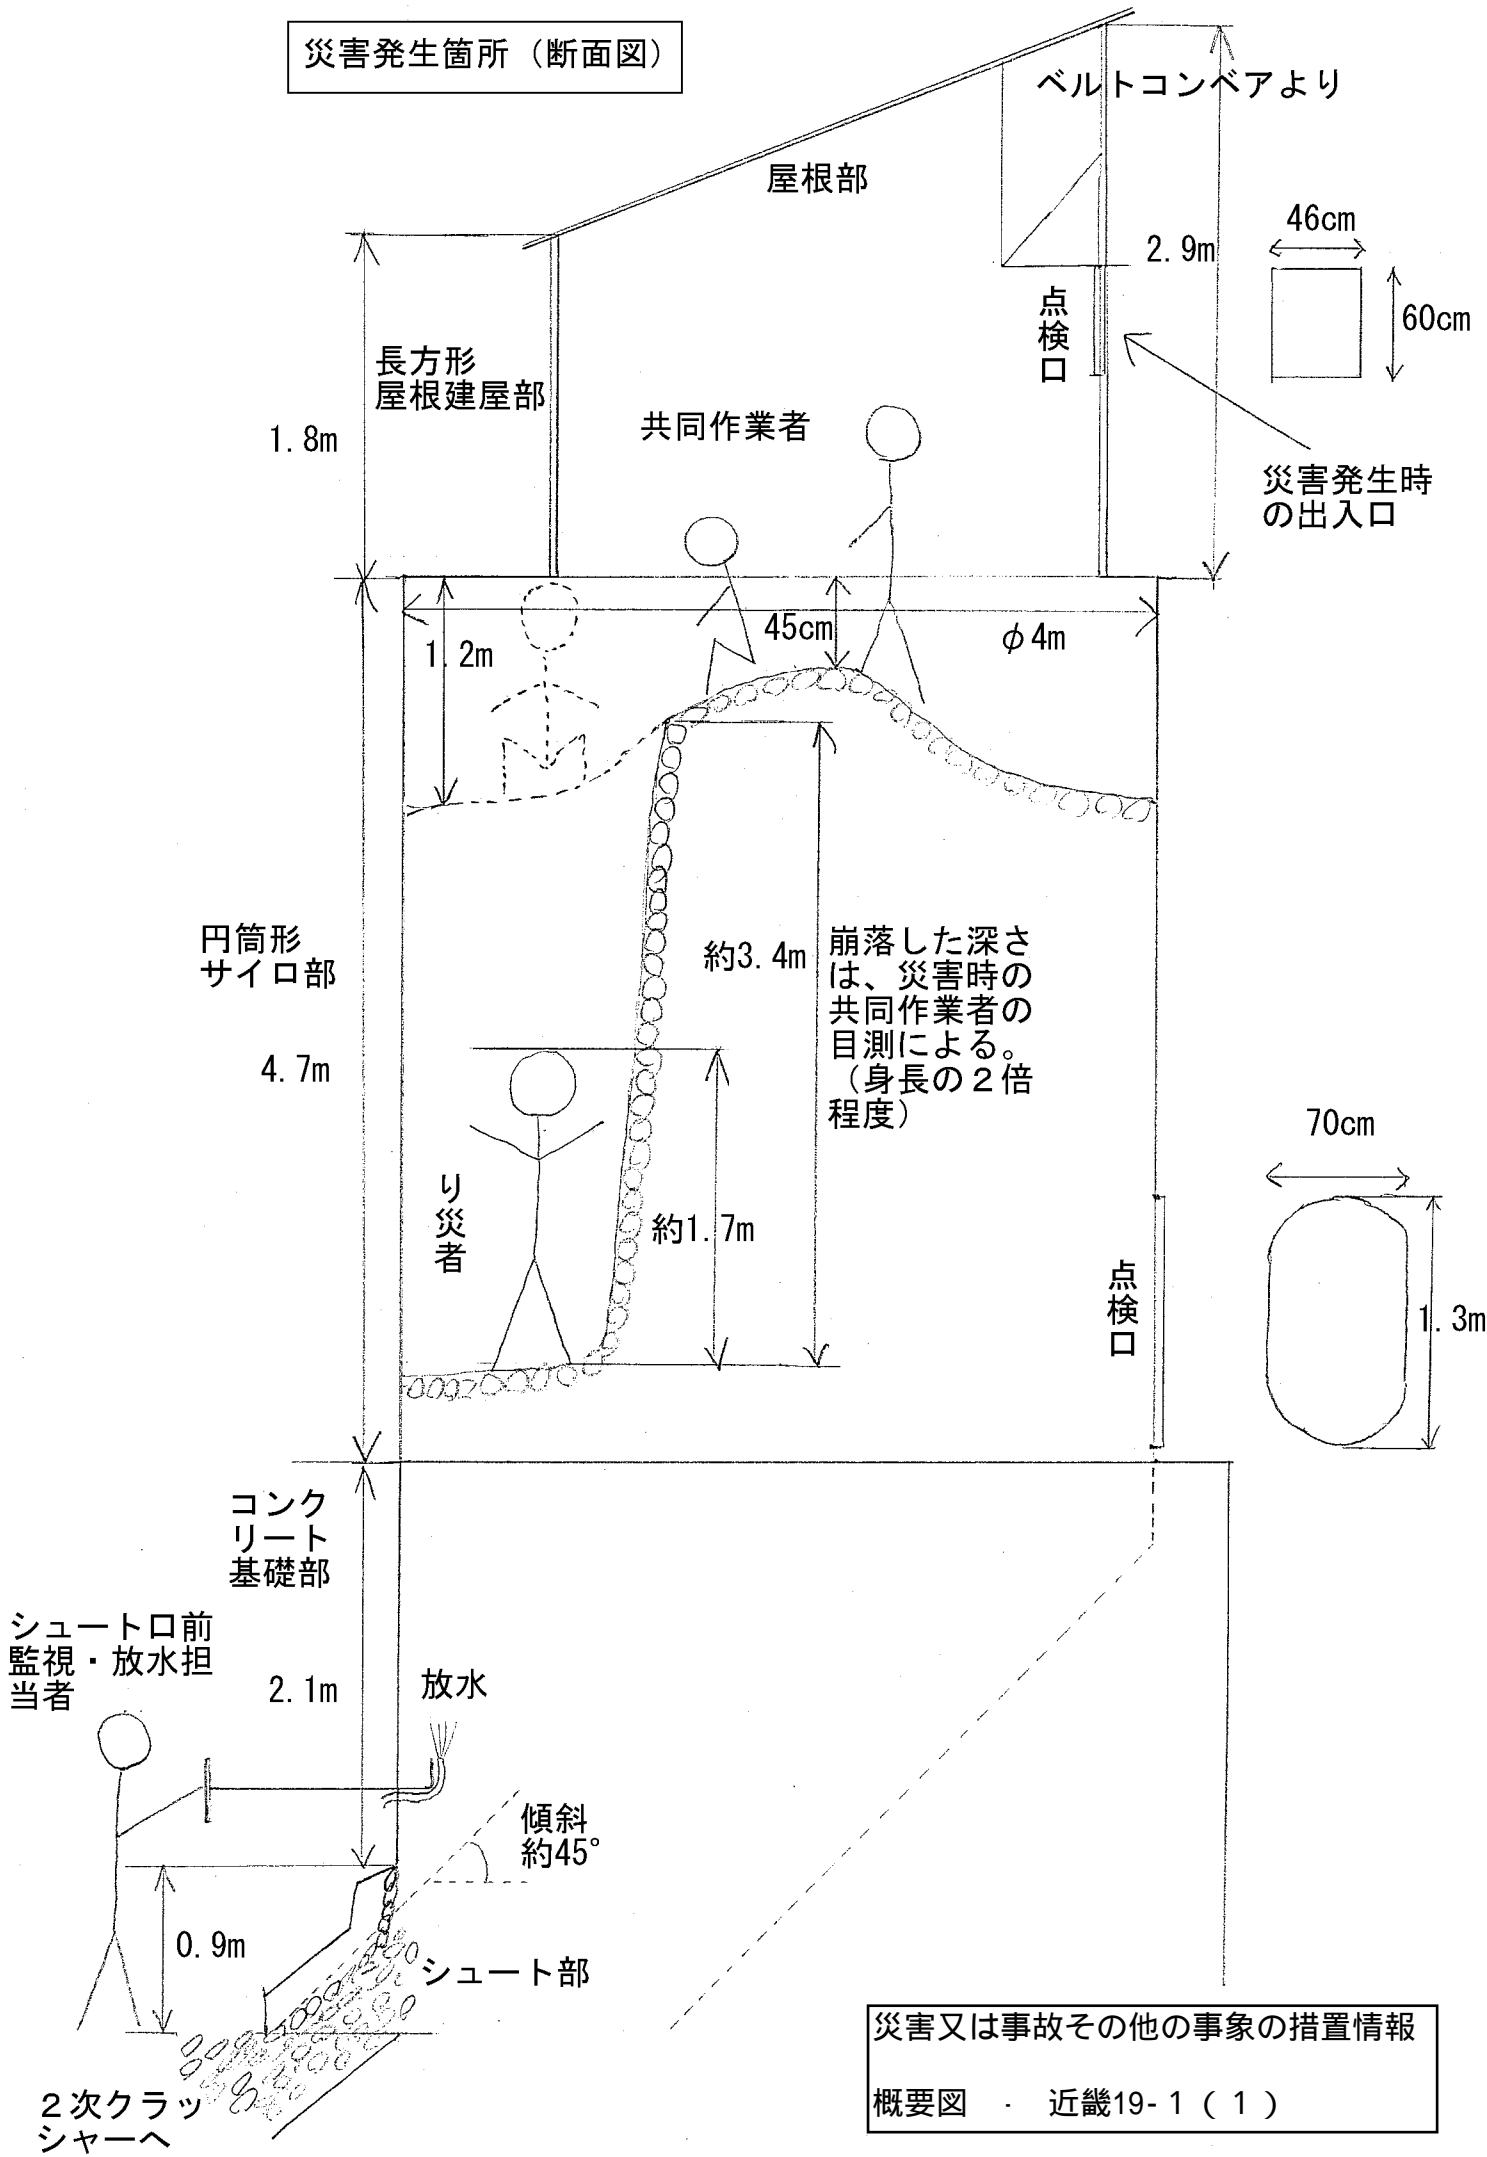 災害発生箇所（断面図）
ベルトコンベアより
屋根部
46cm
2.9m
60cm
点検口
長方形
屋根建屋部
1.8m
共同作業者
災害発生時
の出入口
1.2m
45cm
φ4m
円筒形
サイロ部
4.7m
約3.4m
崩落した深さ
は、災害時の
共同作業者の
目測による。
（身長の２倍
程度）
70cm
り災者
約1.7m
点検口
1.3m
コンク
リート
基礎部
シュート口前
監視・放水担
当者
2.1m
放水
傾斜
約45°
0.9m
シュート部
２次クラッ
シャーへ
災害又は事故その他の事象の措置情報
概要図　-　近畿19-１（１）